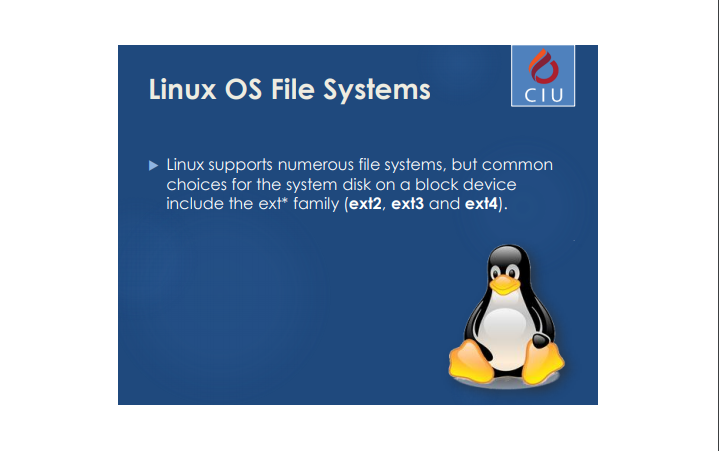 Linux OS File Systems
CIU
Linux supports numerous file systems, but common
choices for the system disk on a block device
include the ext* family (ext2, ext3 and ext4).